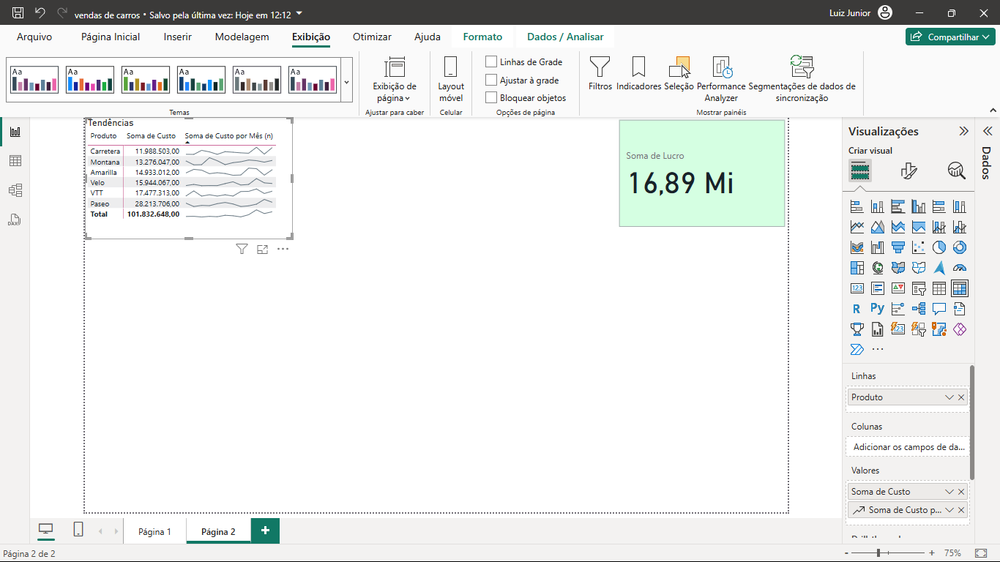 vendas de carros • Salvo pela última vez: Hoje em 12:12
Luiz Junior
Arquivo
Página Inicial
Inserir
Modelagem
Exibição
Otimizar
Ajuda
Formato
Dados / Analisar
Compartilhar
Aa
Aa
Aa
Aa
Aa
Aa
Temas
Exibição de
página
Ajustar para caber
Layout
móvel
Celular
Linhas de Grade
Ajustar à grade
Bloquear objetos
Opções de página
Filtros
Indicadores
Seleção
Performance
Analyzer
Segmentações de dados de
sincronização
Mostrar painéis
DAX
Tendências
Produto Soma de Custo Soma de Custo por Mês (n)
Carretera 11.988.503,00
Montana 13.276.047,00
Amarilla 14.933.012,00
Velo 15.944.067,00
VTT 17.477.313,00
Paseo 28.213.706,00
Total 101.832.648,00
Soma de Lucro
16,89 Mi
Visualizações
Criar visual
123
R
Py
123
Linhas
Produto
Colunas
Adicionar os campos de da...
Valores
Soma de Custo
Soma de Custo p...
Dados
Página 1
Página 2
+
Página 2 de 2
- + 75%